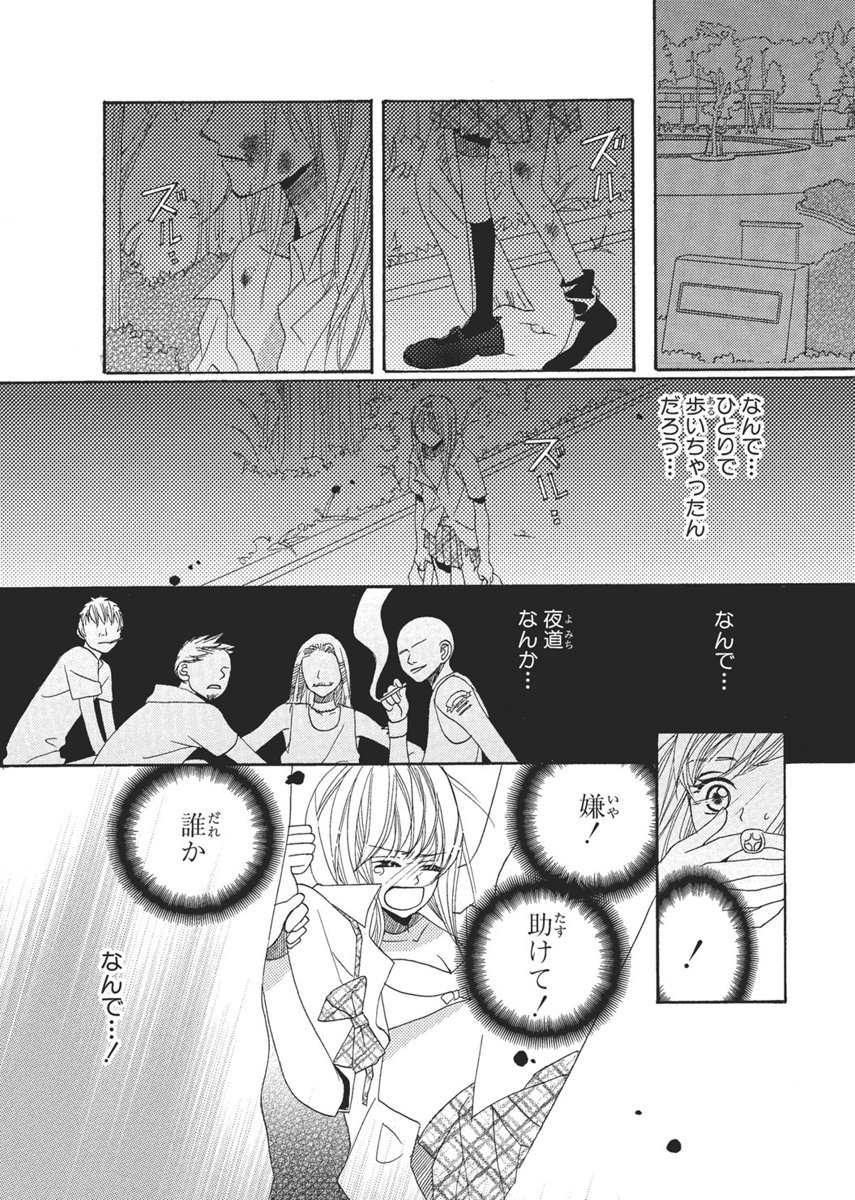 ズル
ズル…
なんで…
ひとりで
歩いちゃったん
だろう…
ズル…
なんで…
夜道
なんか…
！
嫌！
助けて！
誰か
なんで…！